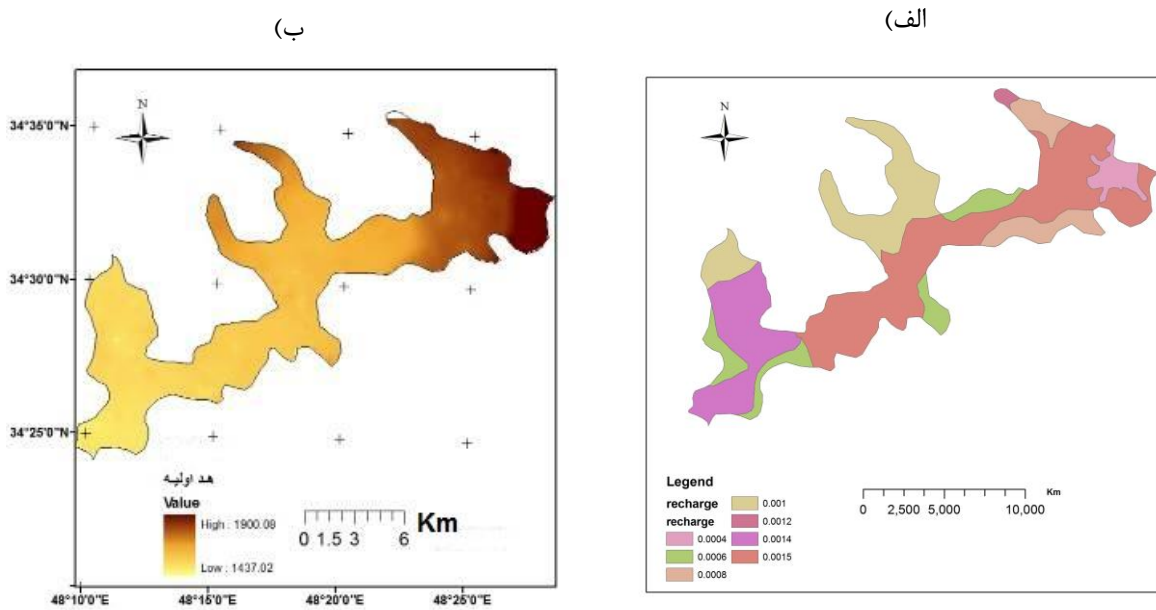 الف)
ب)
N
34°35'0"N
34°30'0"N
34°25'0"N
48°10'0"E 48°15'0"E 48°20'0"E 48°25'0"E
هد اولیه
Value
High : 1900.08
Low : 1437.02
Km
0 1.5 3 6
N
Legend
recharge
recharge
0.0004
0.0006
0.0008
0.001
0.0012
0.0014
0.0015
Km
0 2,500 5,000 10,000